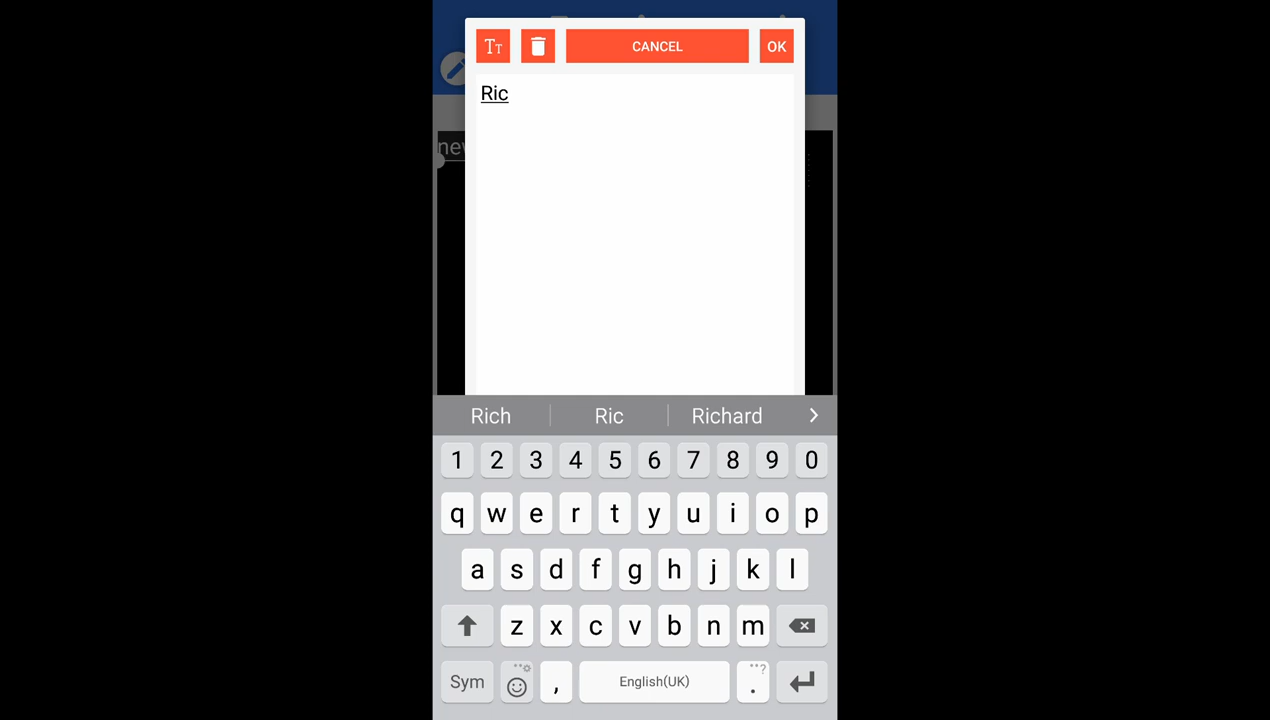 TT
CANCEL
OK
Ric
Rich
Ric
Richard
1 2 3 4 5 6 7 8 9 0
q w e r t y u i o p
a s d f g h j k l
z x c v b n m
Sym
,
English(UK)
.